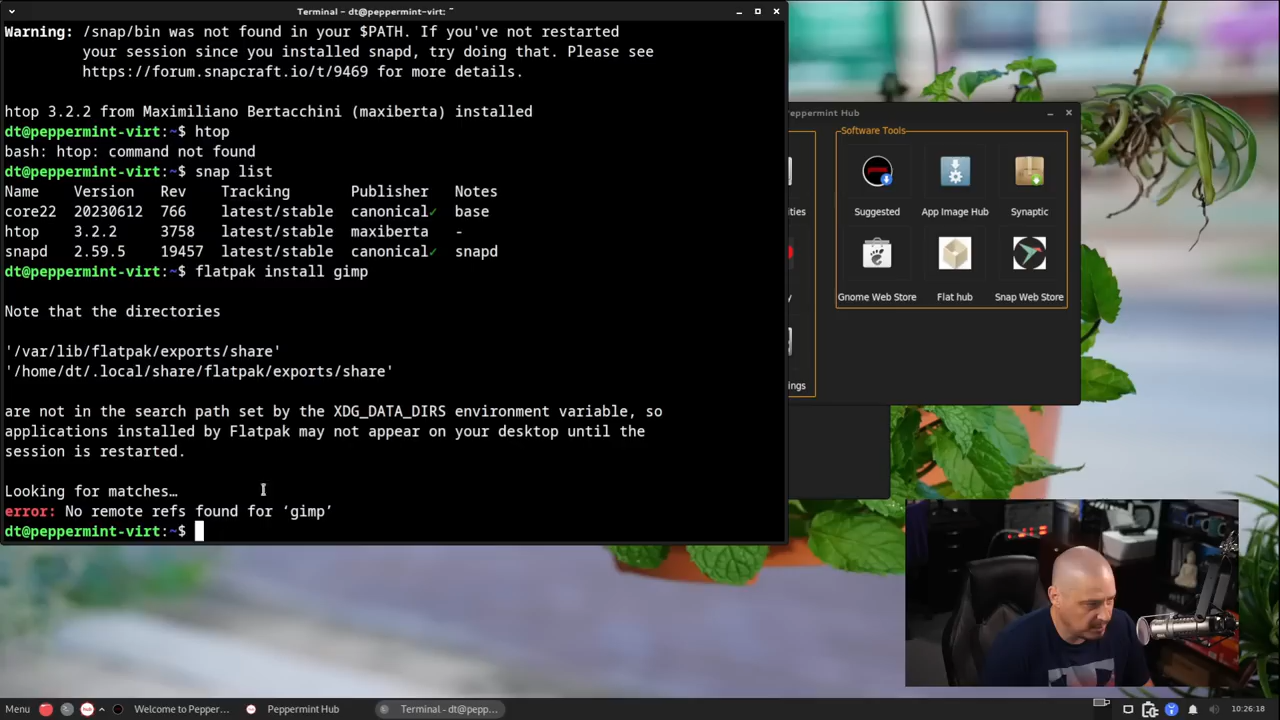 Terminal - dt@peppermint-virt: ~
Warning: /snap/bin was not found in your $PATH. If you've not restarted
your session since you installed snapd, try doing that. Please see
https://forum.snapcraft.io/t/9469 for more details.
htop 3.2.2 from Maximiliano Bertacchini (maxiberta) installed
dt@peppermint-virt:~$ htop
bash: htop: command not found
dt@peppermint-virt:~$ snap list
Name Version Rev Tracking Publisher Notes
core22 20230612 766 latest/stable canonical✓ base
htop 3.2.2 3758 latest/stable maxiberta -
snapd 2.59.5 19457 latest/stable canonical✓ snapd
dt@peppermint-virt:~$ flatpak install gimp
Note that the directories
'/var/lib/flatpak/exports/share'
'/home/dt/.local/share/flatpak/exports/share'
are not in the search path set by the XDG_DATA_DIRS environment variable, so
applications installed by Flatpak may not appear on your desktop until the
session is restarted.
Looking for matches…
error: No remote refs found for ‘gimp’
dt@peppermint-virt:~$
eppermint Hub
Software Tools
Suggested App Image Hub Synaptic
Gnome Web Store Flat hub Snap Web Store
ities
y
ngs
Menu Welcome to Pepper... Peppermint Hub Terminal - dt@pepp... 10:26:18